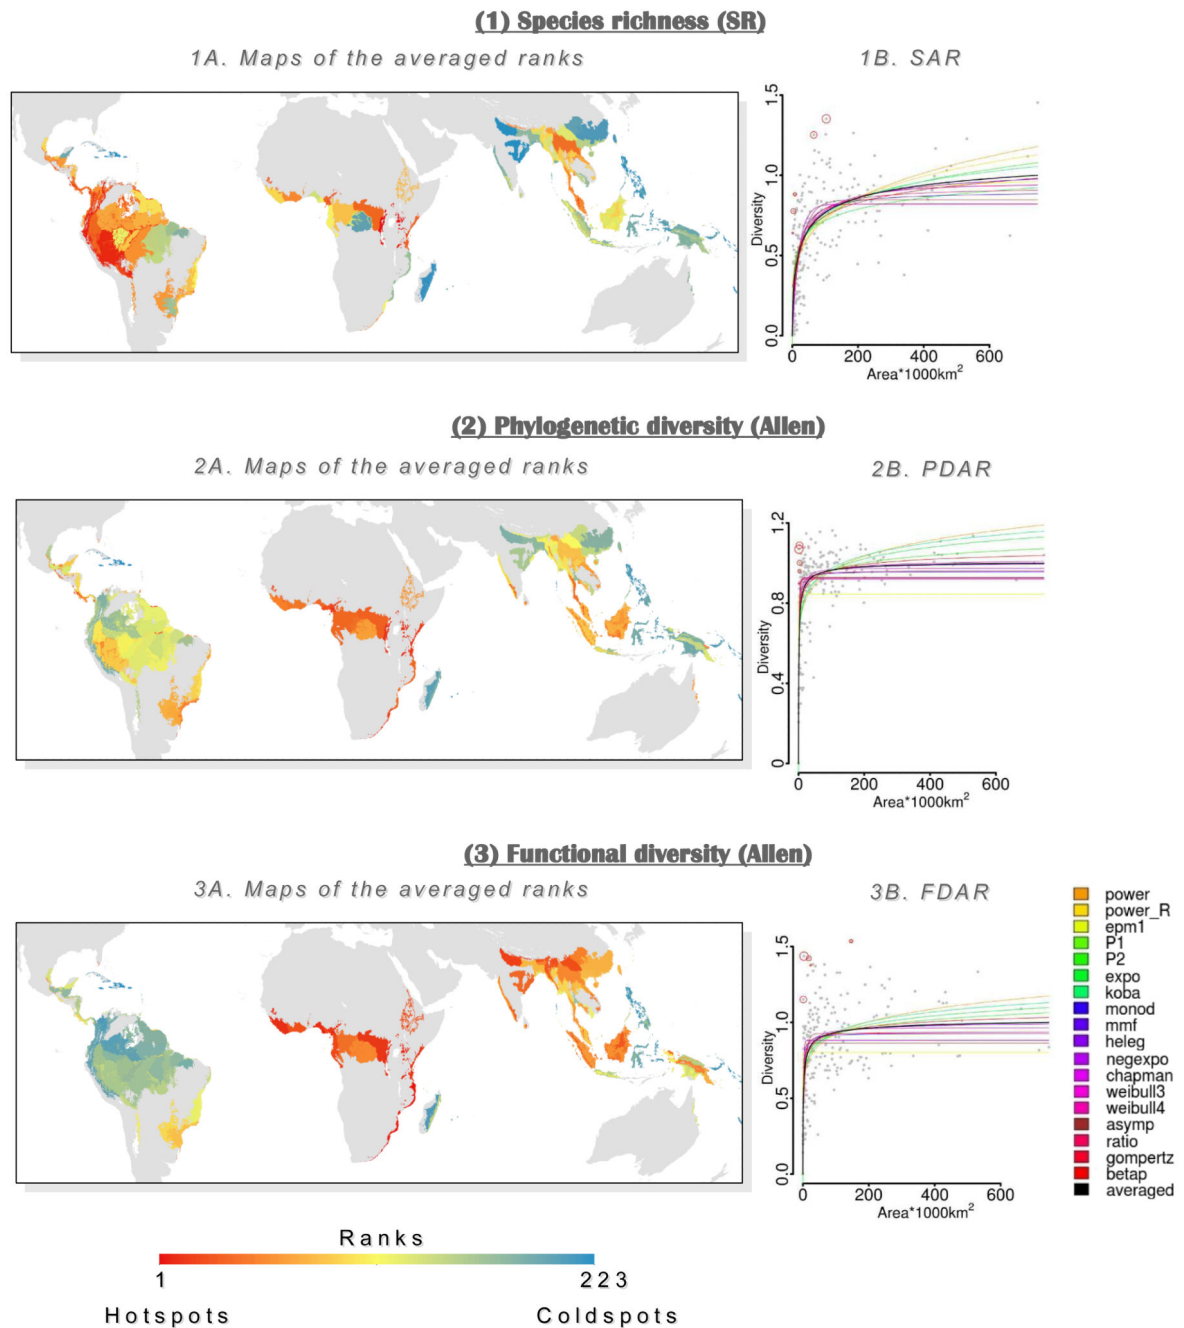 (1) Species richness (SR)
1A. Maps of the averaged ranks
1B. SAR
Diversity
0.0
0.5
1.0
1.5
0
200
400
600
Area*1000km²
(2) Phylogenetic diversity (Allen)
2A. Maps of the averaged ranks
2B. PDAR
Diversity
0
0.4
0.8
1.2
0
200
400
600
Area*1000km²
(3) Functional diversity (Allen)
3A. Maps of the averaged ranks
3B. FDAR
Diversity
0.0
0.5
1.0
1.5
0
200
400
600
Area*1000km²
power
power_R
epm1
P1
P2
expo
koba
monod
mmf
heleg
negexpo
chapman
weibull3
weibull4
asymp
ratio
gompertz
betap
averaged
Ranks
1
223
Hotspots
Coldspots